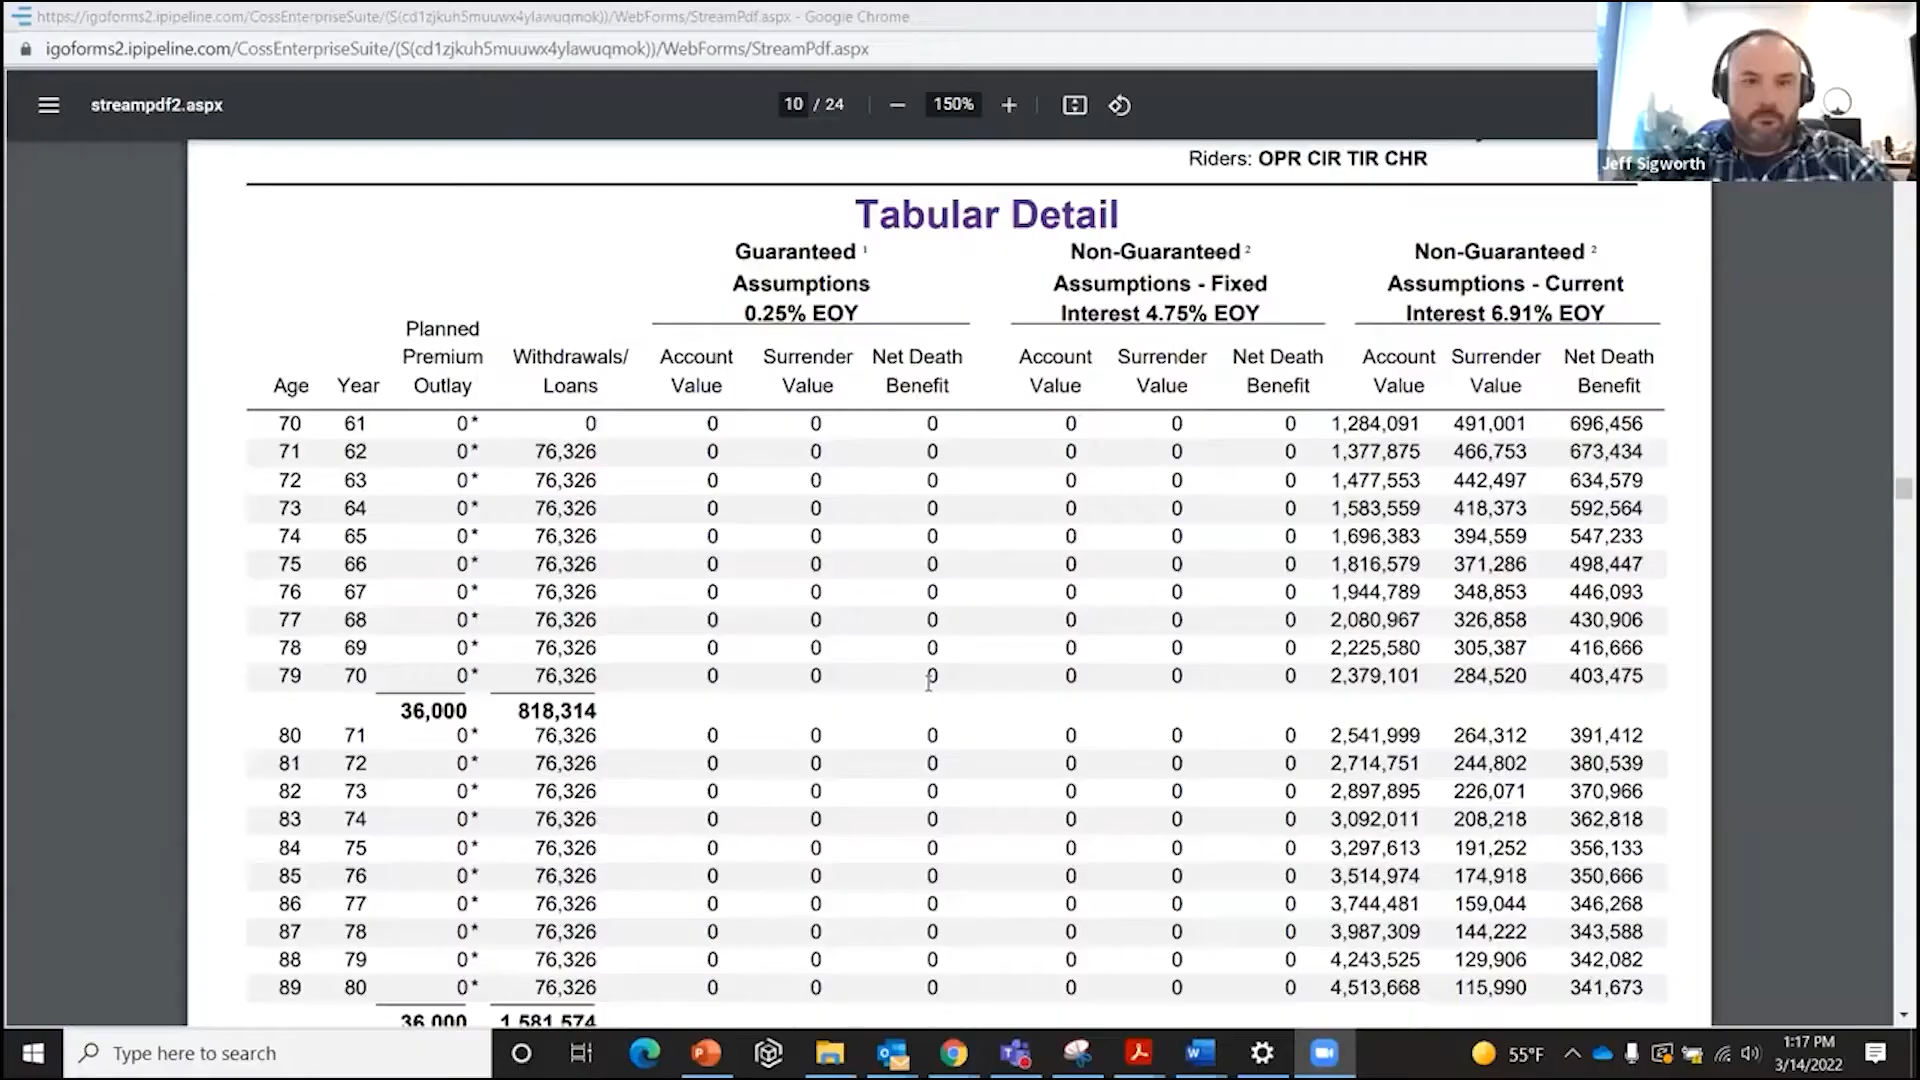 https://igoforms2.ipipeline.com/CossEnterpriseSuite/(S(cd1zjkuh5muuwx4ylawuqmok))/WebForms/StreamPdf.aspx - Google Chrome
igoforms2.ipipeline.com/CossEnterpriseSuite/(S(cd1zjkuh5muuwx4ylawuqmok))/WebForms/StreamPdf.aspx
streampdf2.aspx 10 / 24 — 150% +
Jeff Sigworth
Riders: OPR CIR TIR CHR
Tabular Detail
Guaranteed 1 Non-Guaranteed 2 Non-Guaranteed 2
Assumptions Assumptions - Fixed Assumptions - Current
0.25% EOY Interest 4.75% EOY Interest 6.91% EOY
Planned
Premium Withdrawals/ Account Surrender Net Death Account Surrender Net Death Account Surrender Net Death
Age Year Outlay Loans Value Value Benefit Value Value Benefit Value Value Benefit
70 61 0* 0 0 0 0 0 0 0 1,284,091 491,001 696,456
71 62 0* 76,326 0 0 0 0 0 0 1,377,875 466,753 673,434
72 63 0* 76,326 0 0 0 0 0 0 1,477,553 442,497 634,579
73 64 0* 76,326 0 0 0 0 0 0 1,583,559 418,373 592,564
74 65 0* 76,326 0 0 0 0 0 0 1,696,383 394,559 547,233
75 66 0* 76,326 0 0 0 0 0 0 1,816,579 371,286 498,447
76 67 0* 76,326 0 0 0 0 0 0 1,944,789 348,853 446,093
77 68 0* 76,326 0 0 0 0 0 0 2,080,967 326,858 430,906
78 69 0* 76,326 0 0 0 0 0 0 2,225,580 305,387 416,666
79 70 0* 76,326 0 0 0 0 0 0 2,379,101 284,520 403,475
36,000 818,314
80 71 0* 76,326 0 0 0 0 0 0 2,541,999 264,312 391,412
81 72 0* 76,326 0 0 0 0 0 0 2,714,751 244,802 380,539
82 73 0* 76,326 0 0 0 0 0 0 2,897,895 226,071 370,966
83 74 0* 76,326 0 0 0 0 0 0 3,092,011 208,218 362,818
84 75 0* 76,326 0 0 0 0 0 0 3,297,613 191,252 356,133
85 76 0* 76,326 0 0 0 0 0 0 3,514,974 174,918 350,666
86 77 0* 76,326 0 0 0 0 0 0 3,744,481 159,044 346,268
87 78 0* 76,326 0 0 0 0 0 0 3,987,309 144,222 343,588
88 79 0* 76,326 0 0 0 0 0 0 4,243,525 129,906 342,082
89 80 0* 76,326 0 0 0 0 0 0 4,513,668 115,990 341,673
36,000 1,581,574
Type here to search 55°F 1:17 PM
3/14/2022